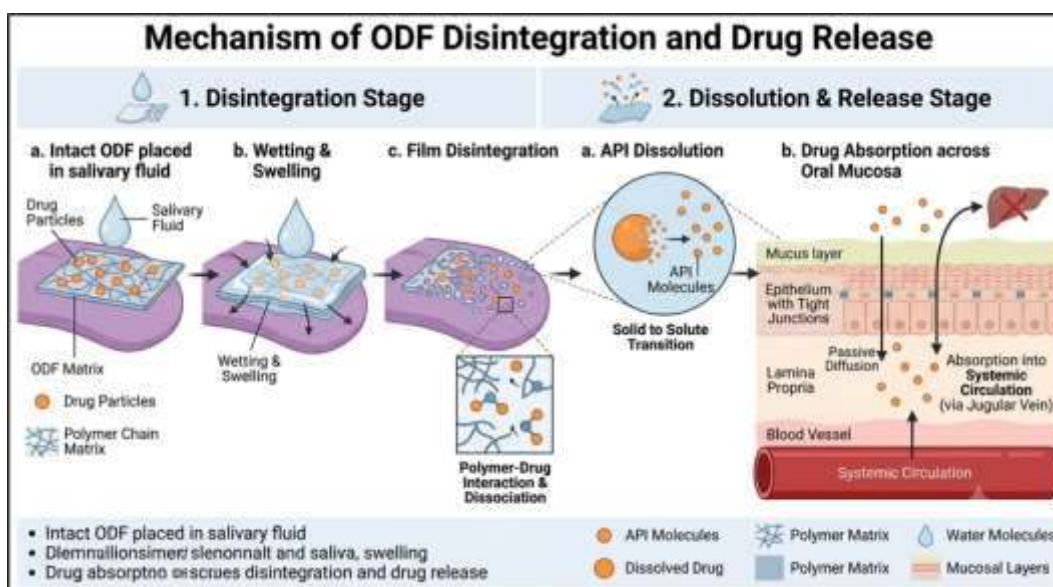 Mechanism of ODF Disintegration and Drug Release
1. Disintegration Stage
2. Dissolution & Release Stage
a. Intact ODF placed
in salivary fluid
b. Wetting &
Swelling
c. Film Disintegration
a. API Dissolution
b. Drug Absorption across
Oral Mucosa
Drug
Particles
Salivary
Fluid
ODF Matrix
Drug Particles
Polymer Chain
Matrix
Wetting &
Swelling
Polymer-Drug
Interaction &
Dissociation
API
Molecules
Solid to Solute
Transition
Mucus layer
Epithelium
with Tight
Junctions
Lamina
Propria
Passive
Diffusion
Absorption into
Systemic
Circulation
(via Jugular Vein)
Blood Vessel
Systemic Circulation
• Intact ODF placed in salivary fluid
• and saliva, swelling
• Drug disintegration and drug release
API Molecules
Polymer Matrix
Water Molecules
Dissolved Drug
Polymer Matrix
Mucosal Layers